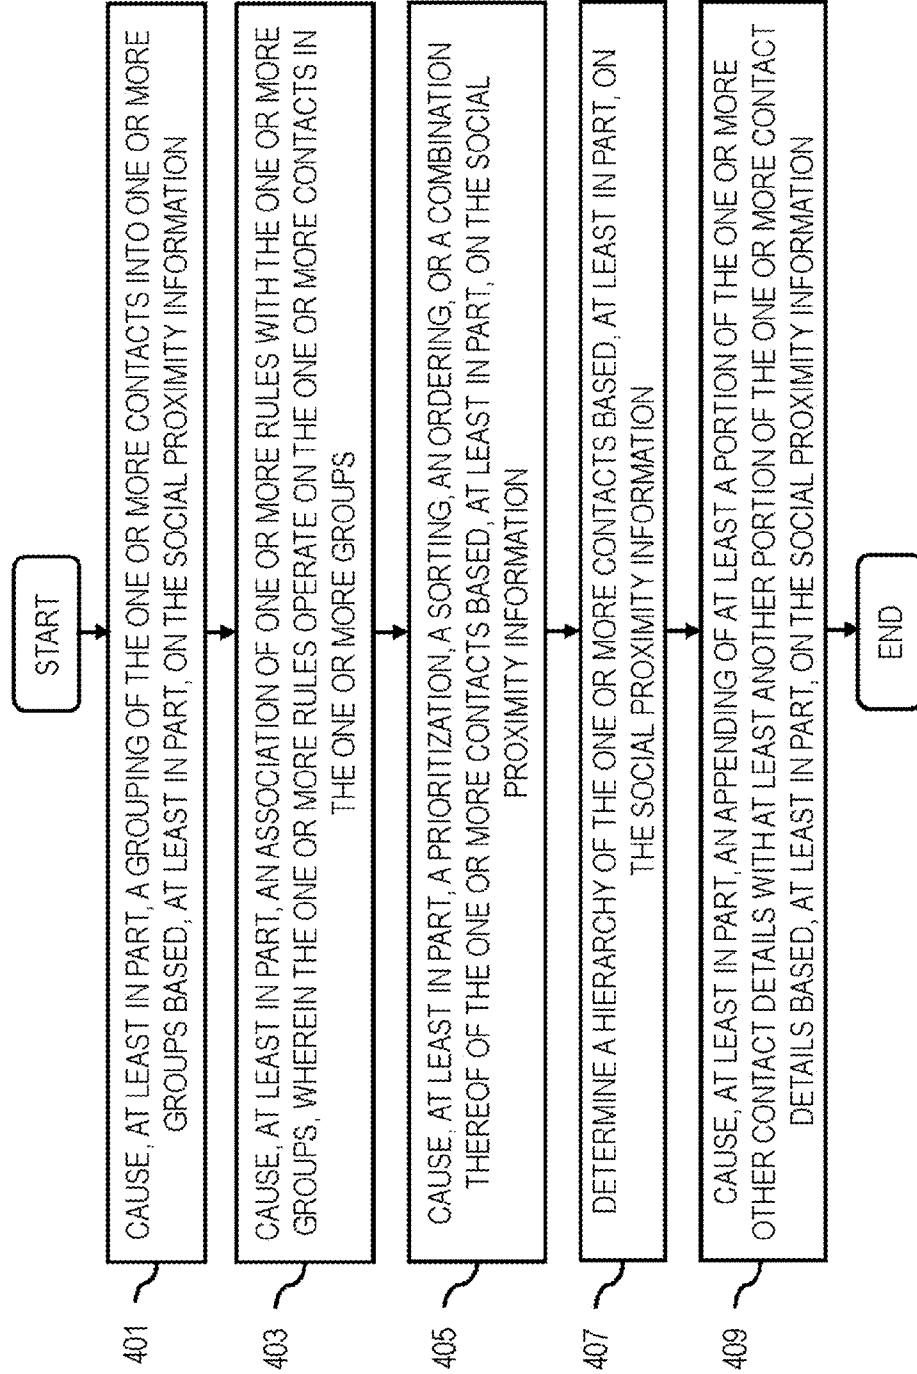 START
401
CAUSE, AT LEAST IN PART, A GROUPING OF THE ONE OR MORE CONTACTS INTO ONE OR MORE
GROUPS BASED, AT LEAST IN PART, ON THE SOCIAL PROXIMITY INFORMATION
403
CAUSE, AT LEAST IN PART, AN ASSOCIATION OF ONE OR MORE RULES WITH THE ONE OR MORE
GROUPS, WHEREIN THE ONE OR MORE RULES OPERATE ON THE ONE OR MORE CONTACTS IN
THE ONE OR MORE GROUPS
405
CAUSE, AT LEAST IN PART, A PRIORITIZATION, A SORTING, AN ORDERING, OR A COMBINATION
THEREOF OF THE ONE OR MORE CONTACTS BASED, AT LEAST IN PART, ON THE SOCIAL
PROXIMITY INFORMATION
407
DETERMINE A HIERARCHY OF THE ONE OR MORE CONTACTS BASED, AT LEAST IN PART, ON
THE SOCIAL PROXIMITY INFORMATION
409
CAUSE, AT LEAST IN PART, AN APPENDING OF AT LEAST A PORTION OF THE ONE OR MORE
OTHER CONTACT DETAILS WITH AT LEAST ANOTHER PORTION OF THE ONE OR MORE CONTACT
DETAILS BASED, AT LEAST IN PART, ON THE SOCIAL PROXIMITY INFORMATION
END